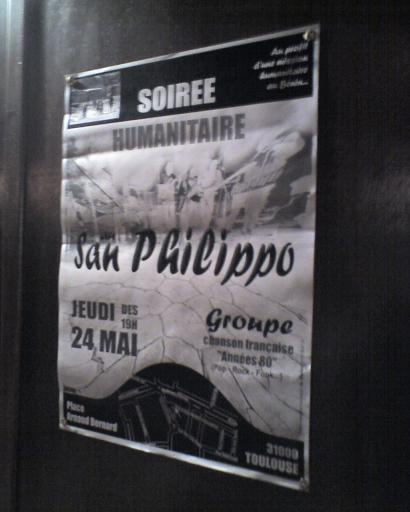 Au profit
d'une mission
humanitaire
au Bénin...
SOIREE
HUMANITAIRE
San Philippo
JEUDI DES
19H
24 MAI
Groupe
chanson française
"Années 80"
(Pop - Rock - Funk...)
Place
Arnaud Bernard
31000
TOULOUSE